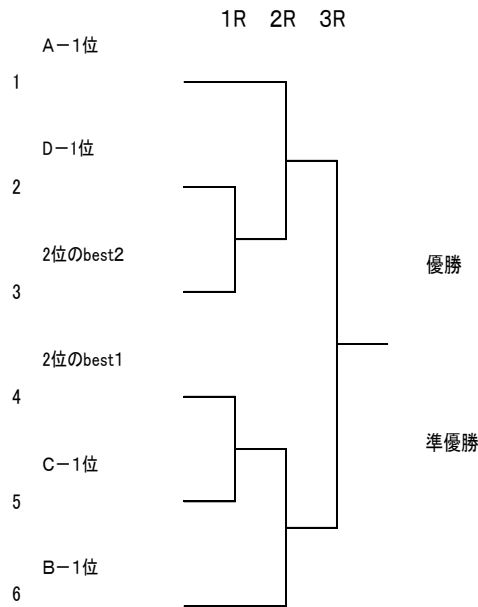 1R 2R 3R
A－1位
1
D－1位
2
2位のbest2
3
優勝
2位のbest1
4
準優勝
C－1位
5
B－1位
6